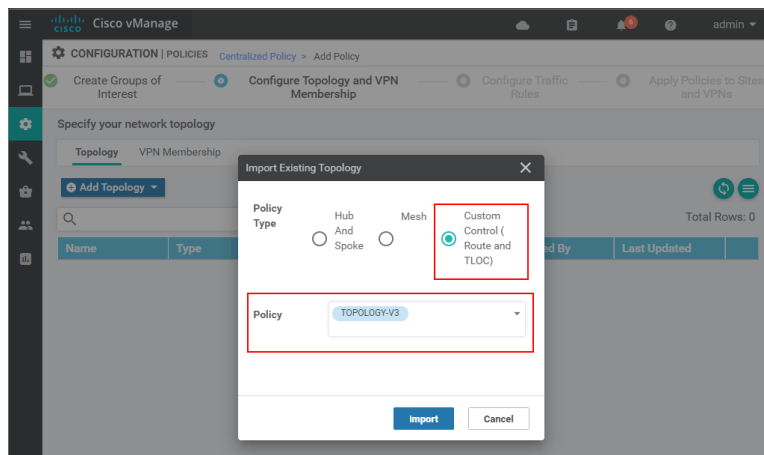 cisco Cisco vManage 6 admin
CONFIGURATION | POLICIES Centralized Policy > Add Policy
Create Groups of
Interest
Configure Topology and VPN
Membership
Configure Traffic
Rules
Apply Policies to Sites
and VPNs
Specify your network topology
Topology VPN Membership
Add Topology
Total Rows: 0
Name Type ed By Last Updated
Import Existing Topology
Policy
Type
Hub
And
Spoke
Mesh
Custom
Control (
Route and
TLOC)
Policy TOPOLOGY-V3
Import Cancel